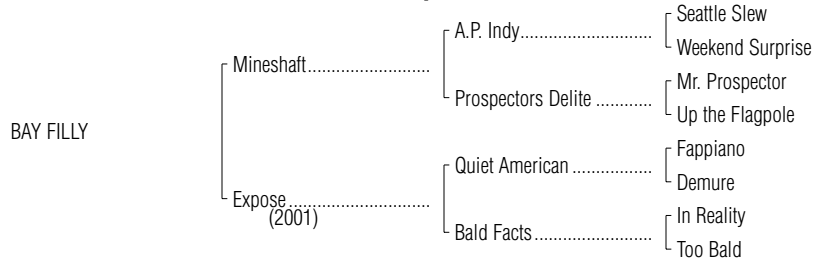 Seattle Slew
A.P. Indy............................
Weekend Surprise
Mineshaft..........................
Mr. Prospector
Prospectors Delite ............
Up the Flagpole
BAY FILLY
Fappiano
Quiet American .................
Demure
Expose..............................
(2001)
In Reality
Bald Facts.........................
Too Bald